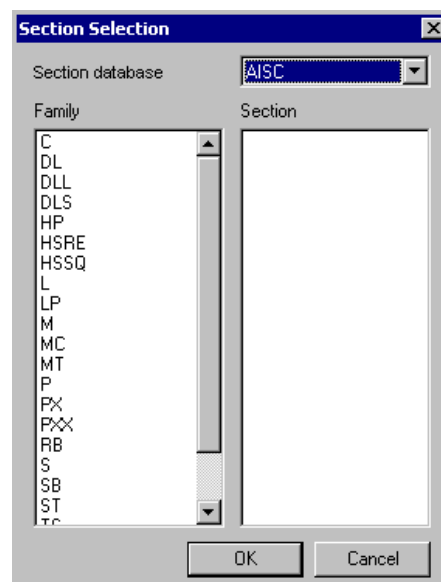 Section Selection
Section database AISC
Family Section
C
DL
DLL
DLS
HP
HSRE
HSSQ
L
LP
M
MC
MT
P
PX
PXX
RB
S
SB
ST
OK Cancel